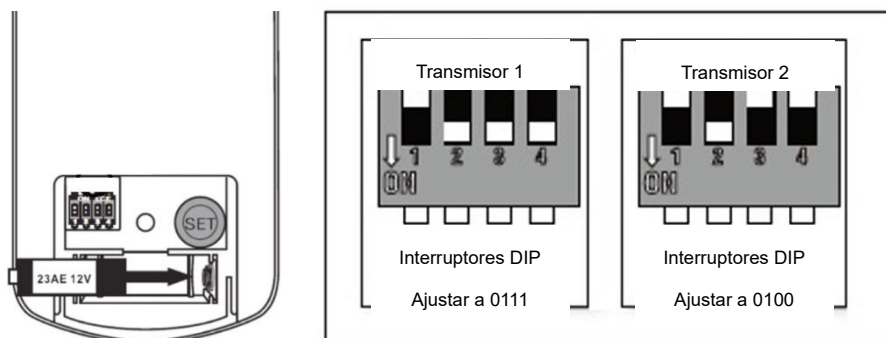 SET
23AE 12V
Transmisor 1
1 2 3 4
ON
Interruptores DIP
Ajustar a 0111
Transmisor 2
1 2 3 4
ON
Interruptores DIP
Ajustar a 0100